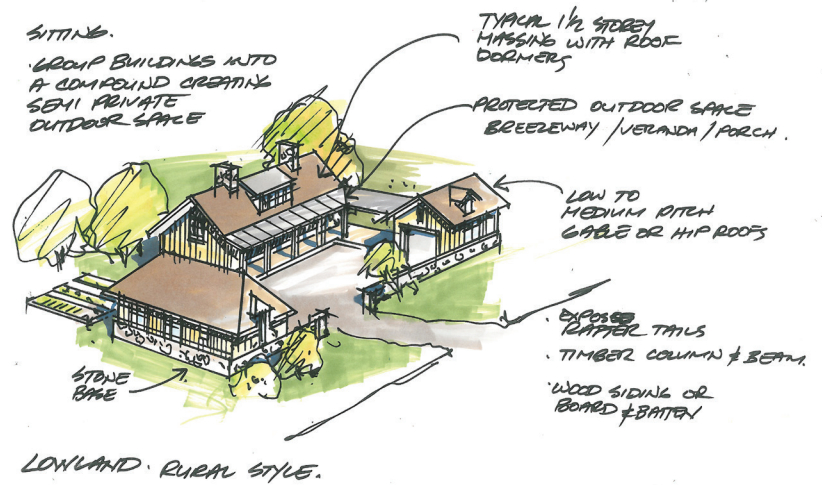 SITTING.
· GROUP BUILDINGS INTO
A COMPOUND CREATING
SEMI PRIVATE
OUTDOOR SPACE
TYPICAL 1½ STOREY
MASSING WITH ROOF
DORMERS
PROTECTED OUTDOOR SPACE
BREEZEWAY / VERANDA / PORCH.
LOW TO
MEDIUM PITCH
GABLE OR HIP ROOFS
· EXPOSED
RAFTER TAILS
· TIMBER COLUMN & BEAM.
· WOOD SIDING OR
BOARD & BATTEN
STONE
BASE
LOWLAND. RURAL STYLE.